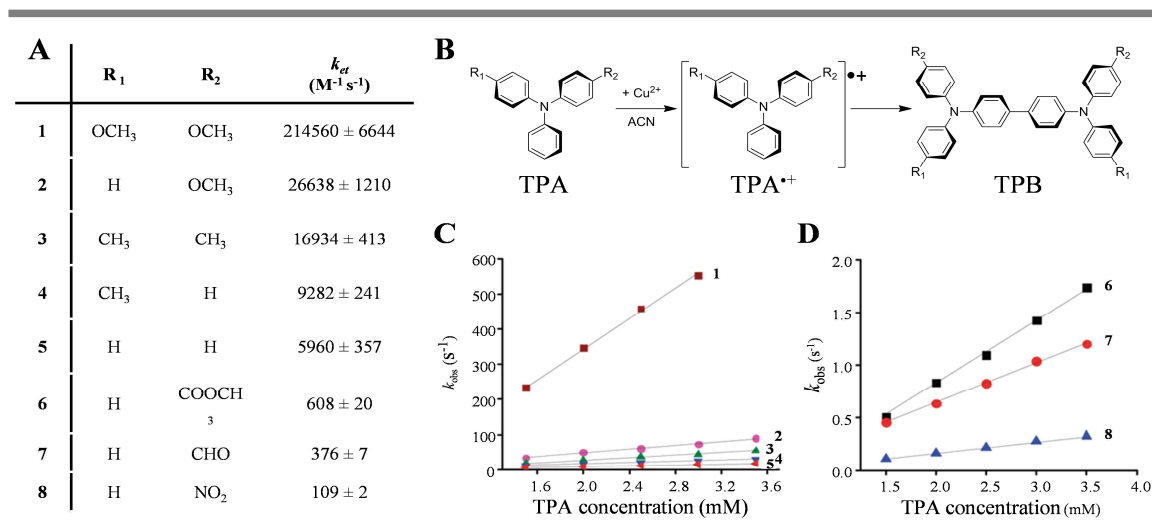 A
R₁ R₂ kₑₜ
(M⁻¹ s⁻¹)
1 OCH₃ OCH₃ 214560 ± 6644
2 H OCH₃ 26638 ± 1210
3 CH₃ CH₃ 16934 ± 413
4 CH₃ H 9282 ± 241
5 H H 5960 ± 357
6 H COOCH
3 608 ± 20
7 H CHO 376 ± 7
8 H NO₂ 109 ± 2
B
R₁ R₂
N
TPA
+ Cu²⁺
ACN
R₁ R₂ •+
N
TPA•+
R₂ R₂
N N
R₁ R₁
TPB
C
600
500
400
300
200
100
0
k_obs (s⁻¹)
1
2
3
4
5
1.6 2.0 2.4 2.8 3.2 3.6
TPA concentration (mM)
D
2.0
1.5
1.0
0.5
0.0
k_obs (s⁻¹)
6
7
8
1.5 2.0 2.5 3.0 3.5 4.0
TPA concentration (mM)